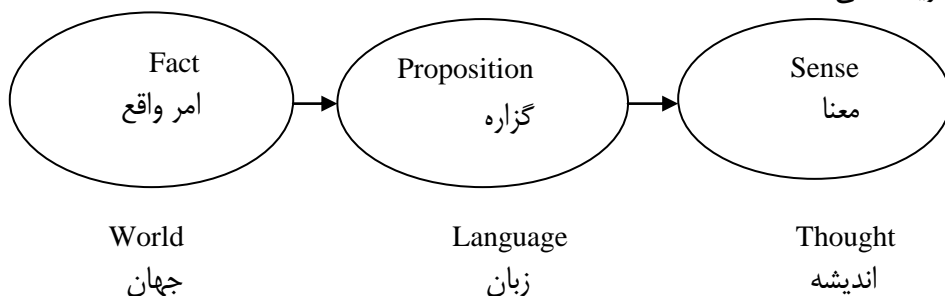 Fact
امر واقع
Proposition
گزاره
Sense
معنا
World
جهان
Language
زبان
Thought
اندیشه